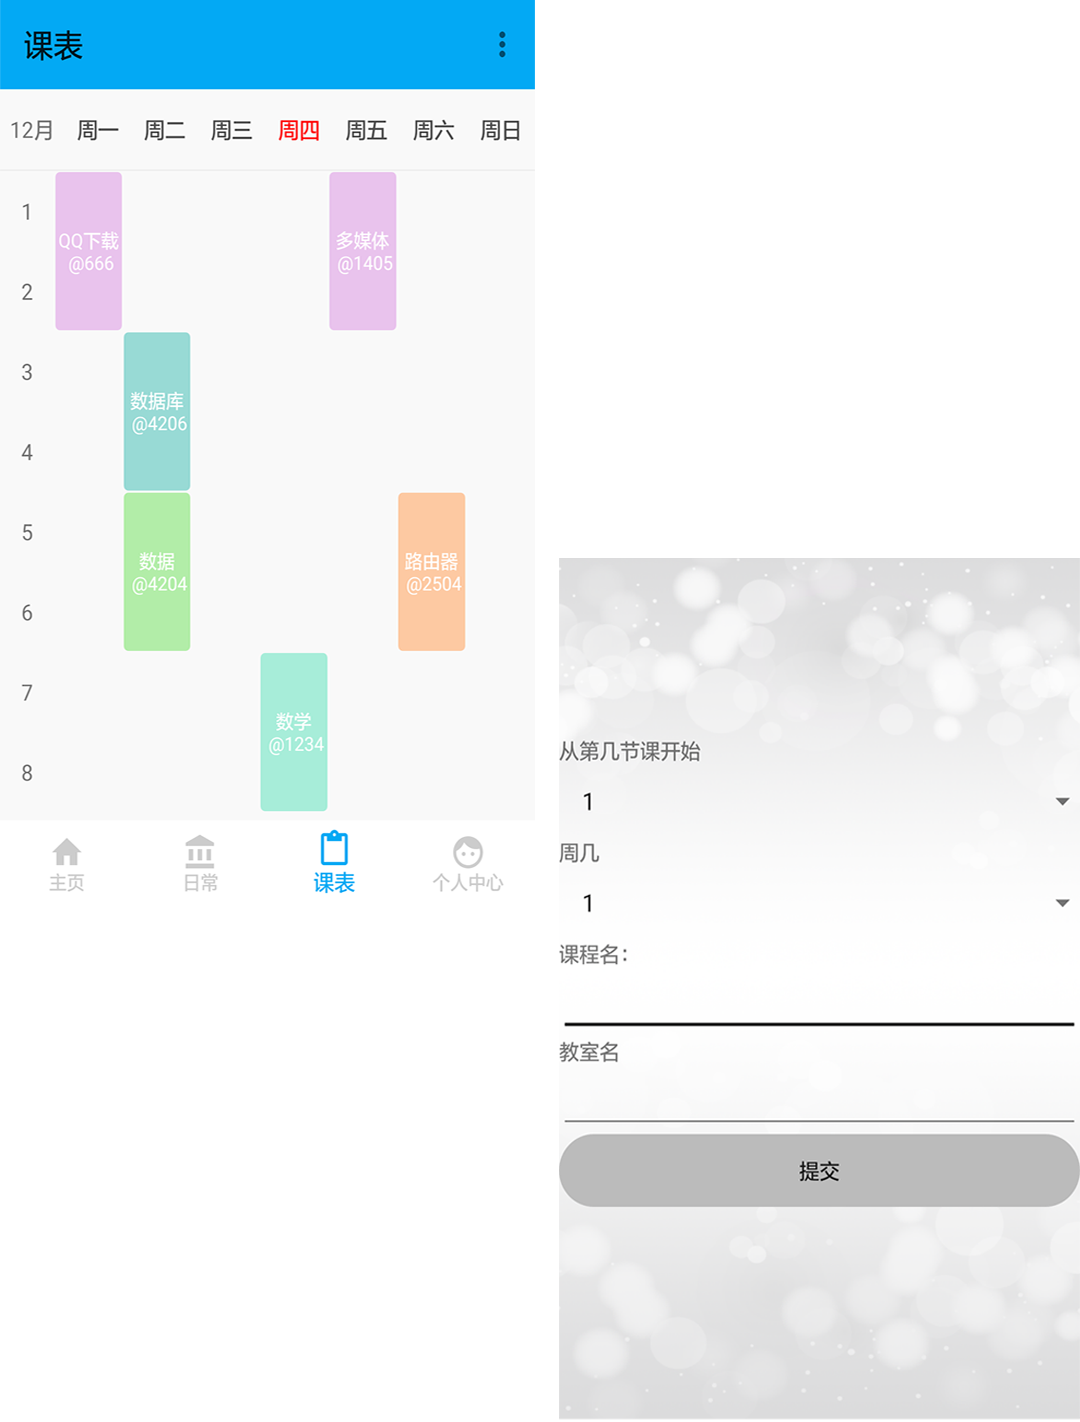 课表
12月 周一 周二 周三 周四 周五 周六 周日
1
QQ下载
@666
多媒体
@1405
2
3
数据库
@4206
4
5
数据
@4204
路由器
@2504
6
7
数学
@1234
8
主页 日常 课表 个人中心
从第几节课开始
1
周几
1
课程名:
教室名
提交